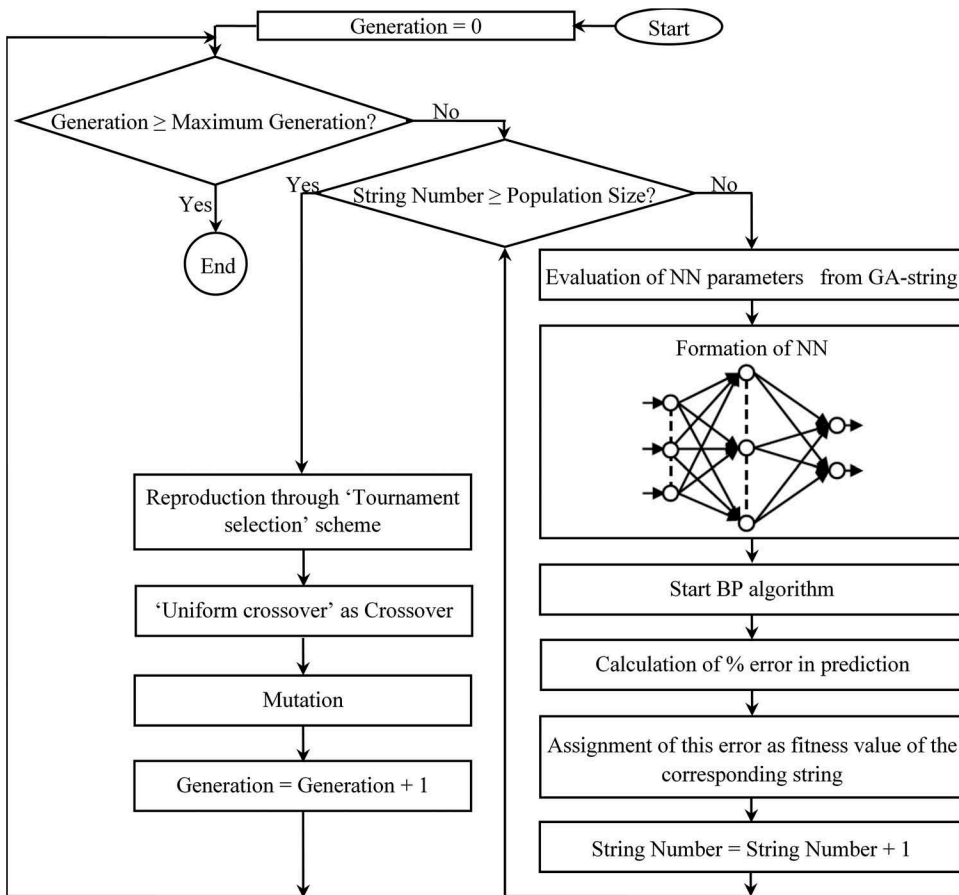 Generation = 0
Start
Generation ≥ Maximum Generation?
No
Yes
End
Yes
String Number ≥ Population Size?
No
Evaluation of NN parameters from GA-string
Formation of NN
Start BP algorithm
Calculation of % error in prediction
Assignment of this error as fitness value of the
corresponding string
String Number = String Number + 1
Reproduction through ‘Tournament
selection’ scheme
‘Uniform crossover’ as Crossover
Mutation
Generation = Generation + 1